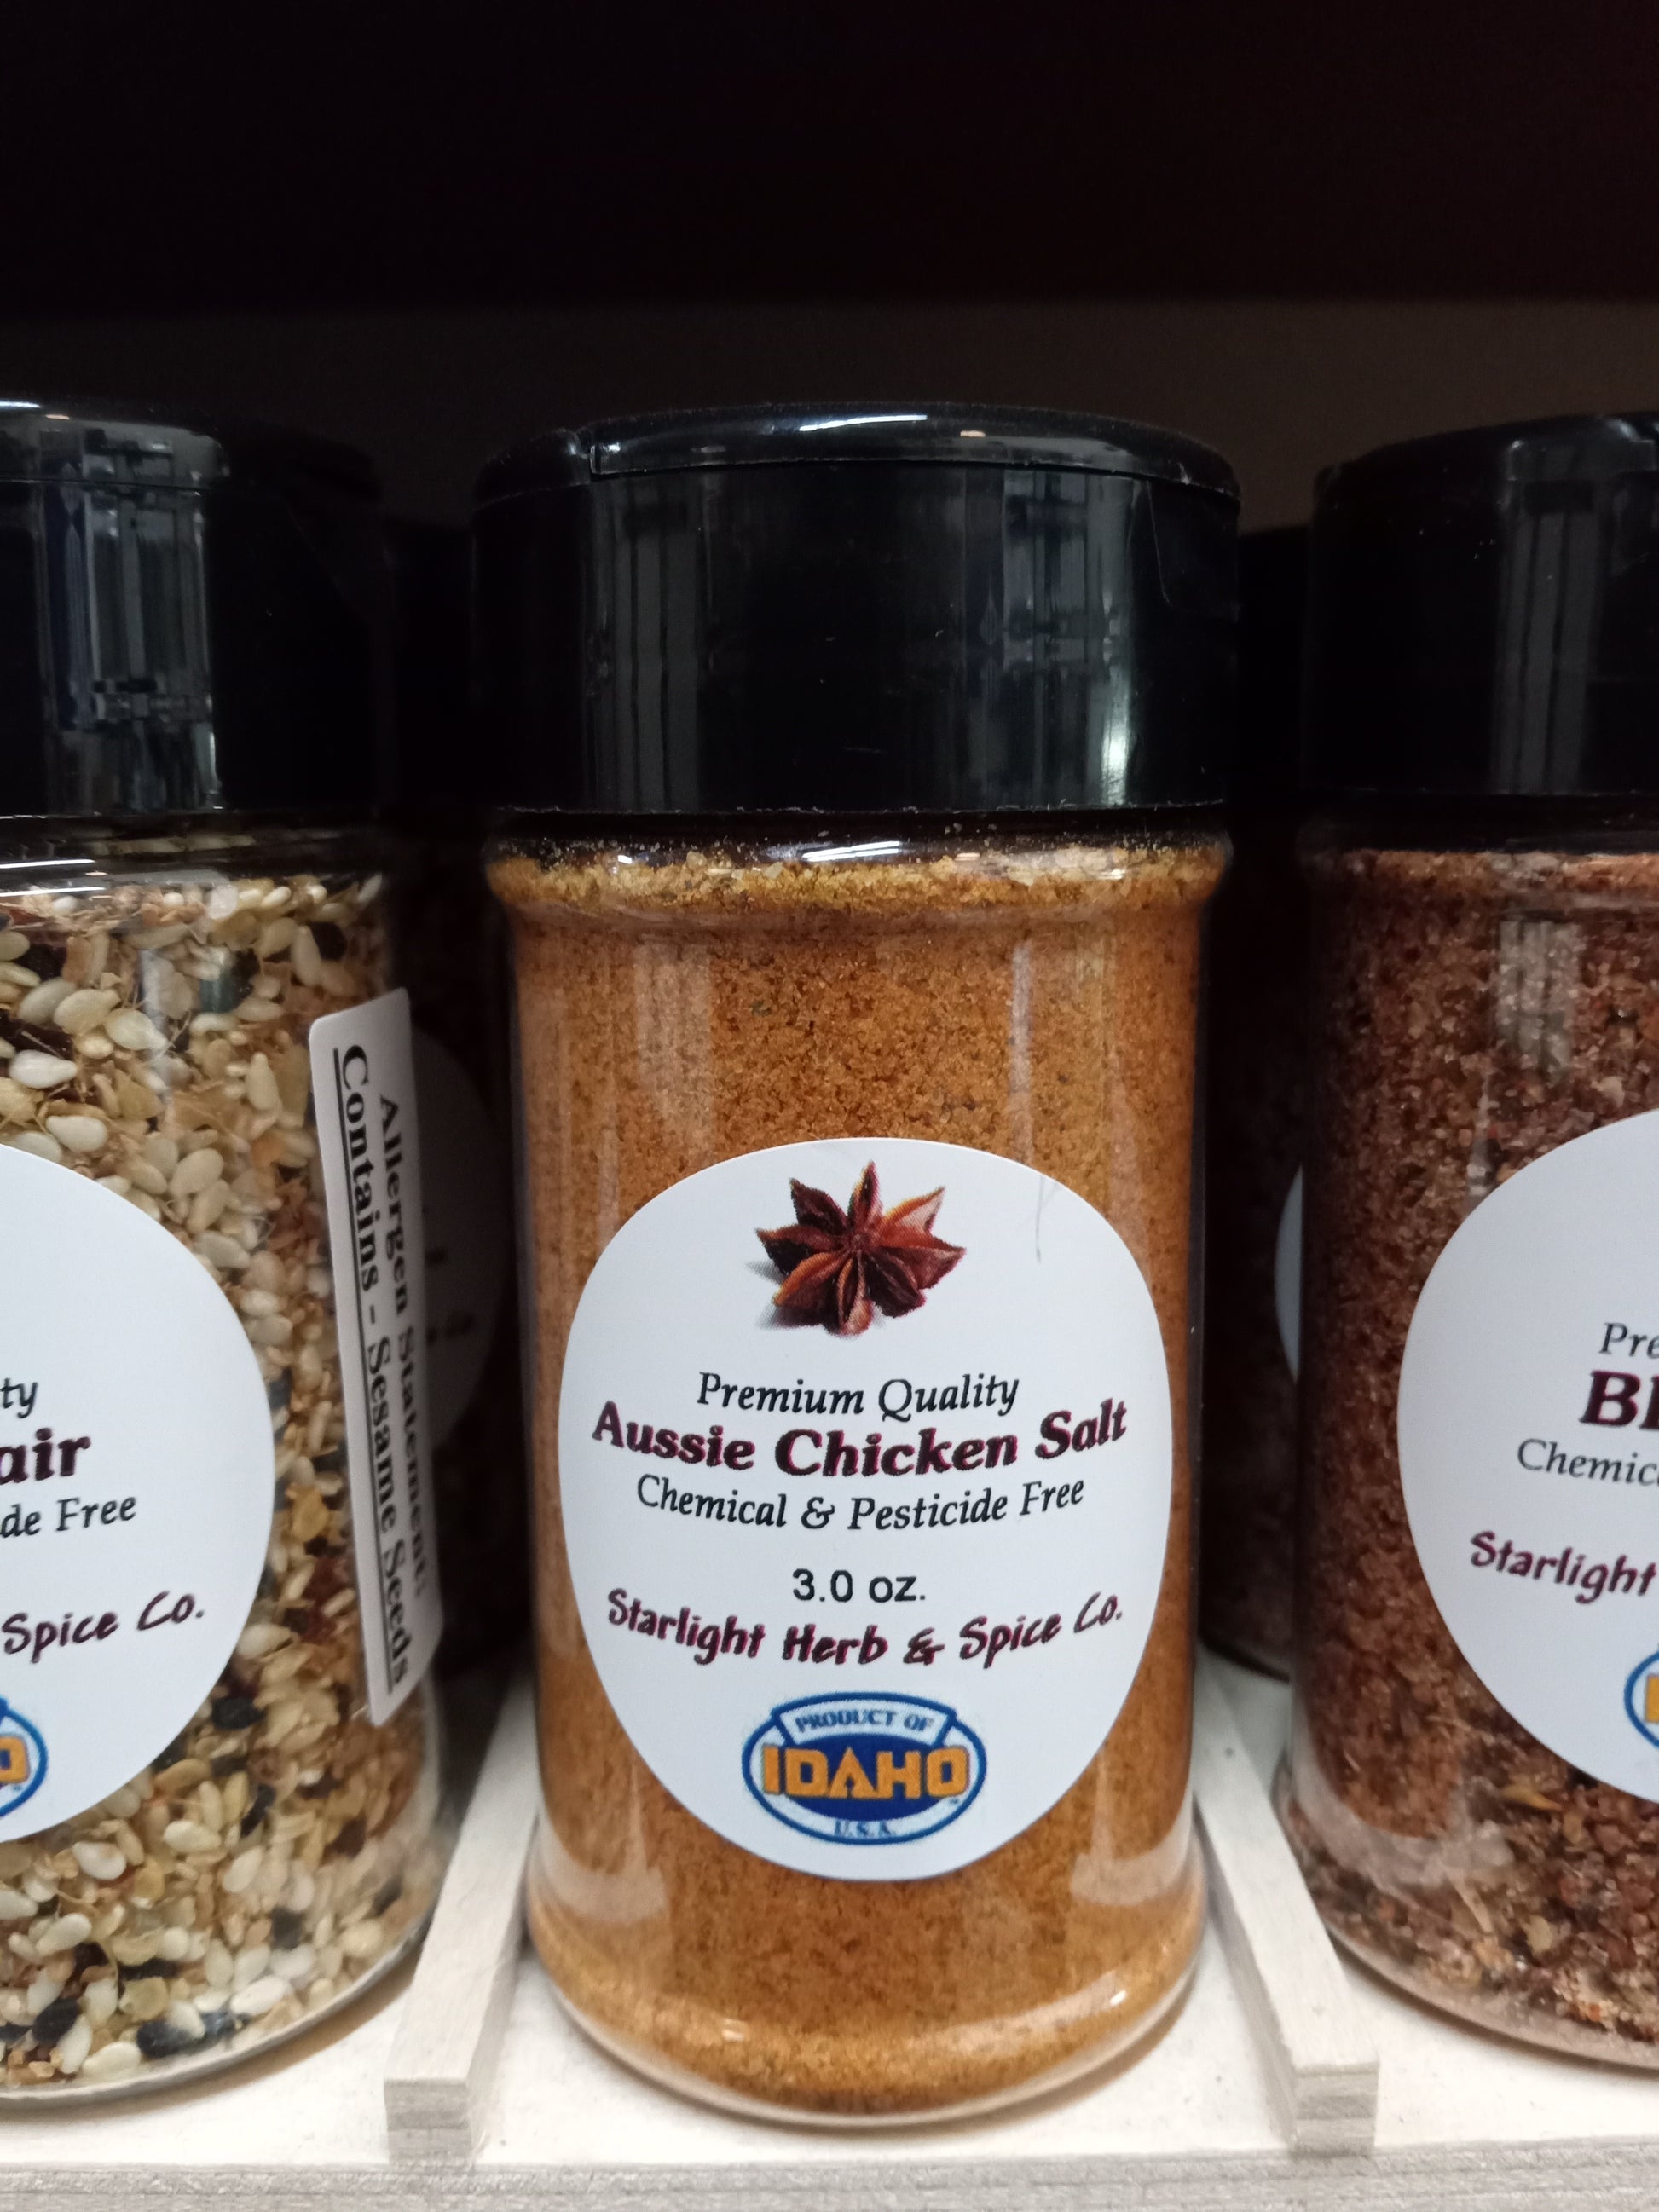 ty
air
de Free
Spice Co.
Allergen Statement:
Contains - Sesame Seeds
Premium Quality
Aussie Chicken Salt
Chemical & Pesticide Free
3.0 oz.
Starlight Herb & Spice Co.
PRODUCT OF
IDAHO
U.S.A.
Pre
Bl
Chemic
Starlight